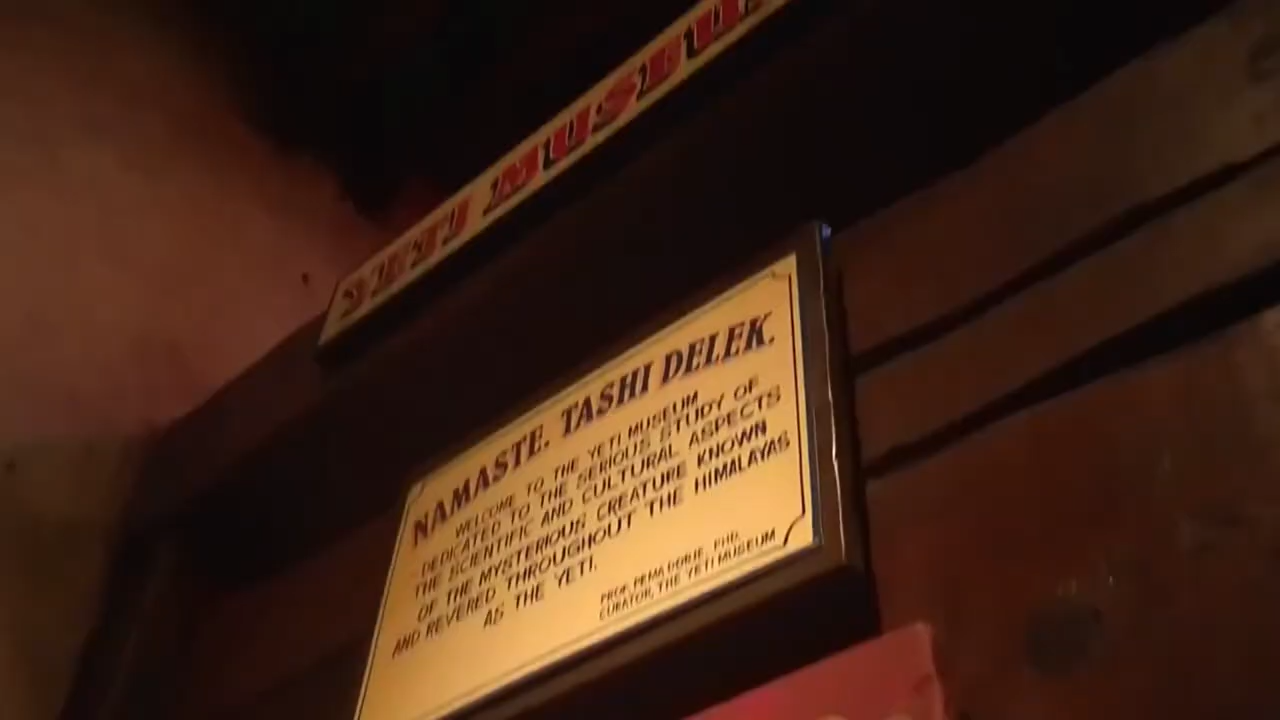 YETI MUSEUM
NAMASTE. TASHI DELEK.
WELCOME TO THE YETI MUSEUM
DEDICATED TO THE SERIOUS STUDY OF
THE SCIENTIFIC AND CULTURAL ASPECTS
OF THE MYSTERIOUS CREATURE KNOWN
AND REVERED THROUGHOUT THE HIMALAYAS
AS THE YETI.
PROF. PEMA DORJE, PHD.
CURATOR, THE YETI MUSEUM